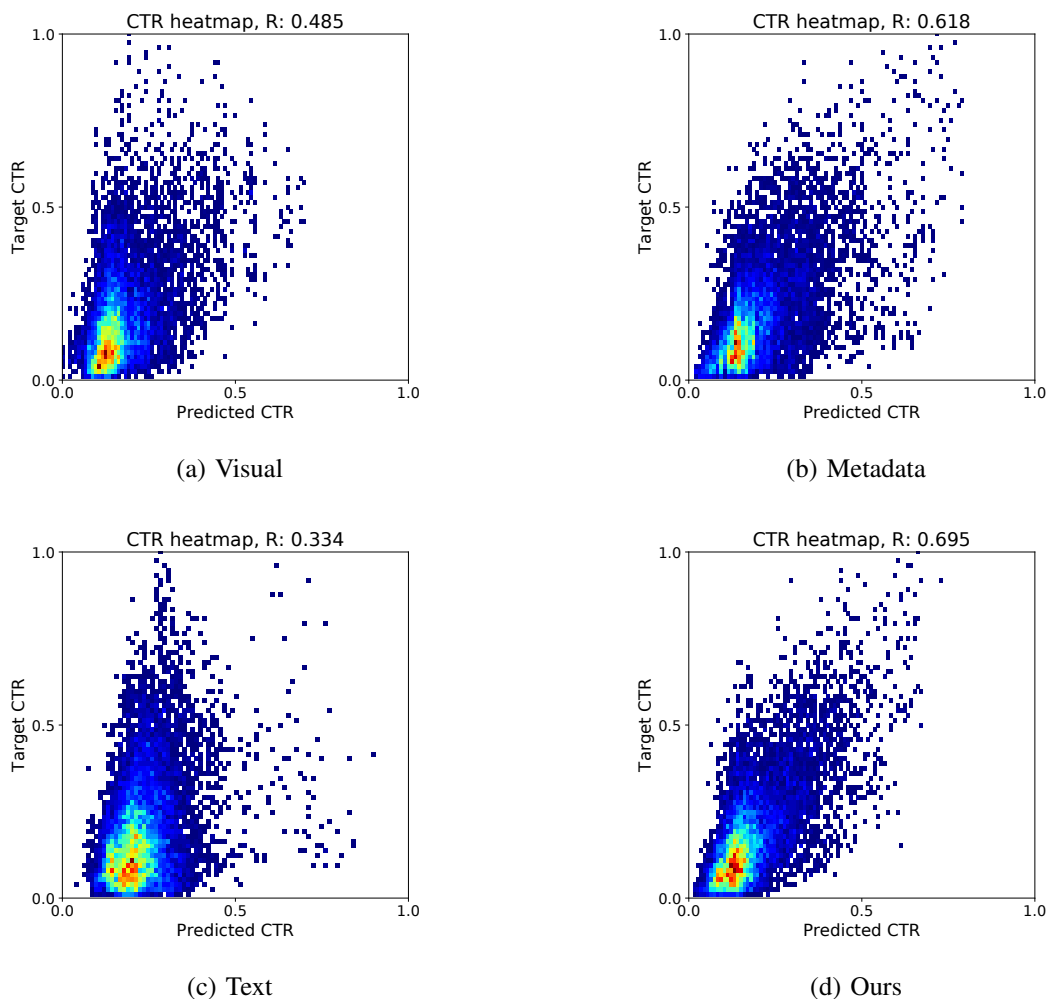 CTR heatmap, R: 0.485
1.0
0.5
0.0
Target CTR
0.0 0.5 1.0
Predicted CTR
(a) Visual
CTR heatmap, R: 0.618
1.0
0.5
0.0
Target CTR
0.0 0.5 1.0
Predicted CTR
(b) Metadata
CTR heatmap, R: 0.334
1.0
0.5
0.0
Target CTR
0.0 0.5 1.0
Predicted CTR
(c) Text
CTR heatmap, R: 0.695
1.0
0.5
0.0
Target CTR
0.0 0.5 1.0
Predicted CTR
(d) Ours